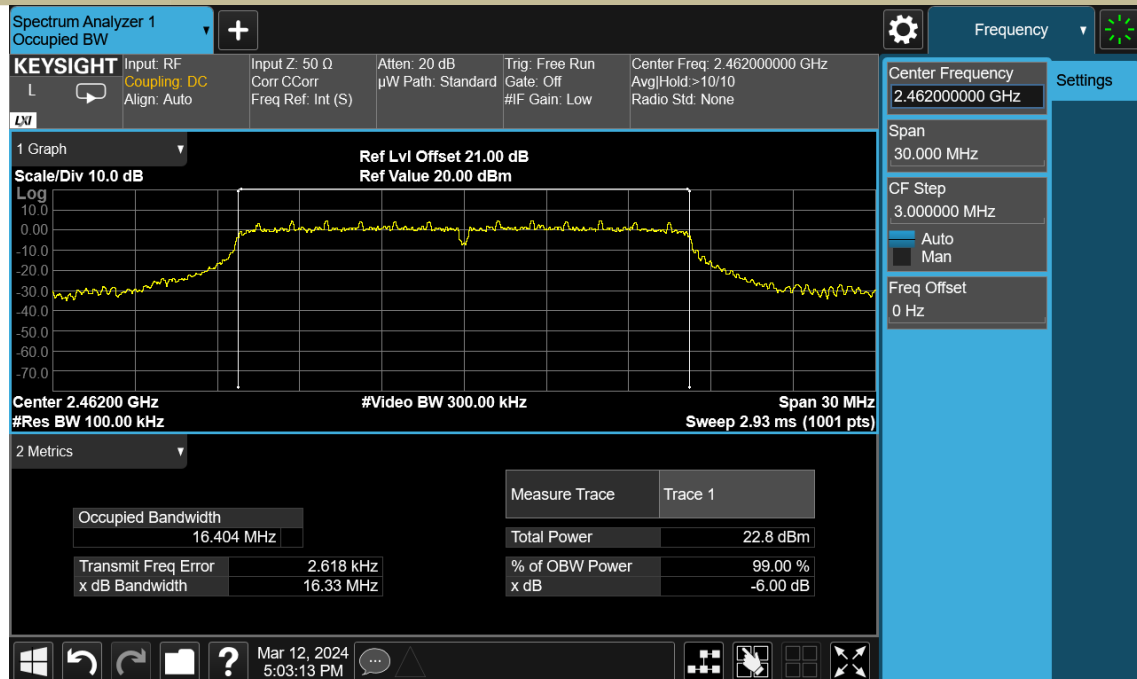 Spectrum Analyzer 1
Occupied BW
+
Frequency
KEYSIGHT
L
LXI
Input: RF
Coupling: DC
Align: Auto
Input Z: 50 Ω
Corr CCorr
Freq Ref: Int (S)
Atten: 20 dB
µW Path: Standard
Trig: Free Run
Gate: Off
#IF Gain: Low
Center Freq: 2.462000000 GHz
Avg|Hold:>10/10
Radio Std: None
Center Frequency
2.462000000 GHz
Settings
Span
30.000 MHz
CF Step
3.000000 MHz
Auto
Man
Freq Offset
0 Hz
1 Graph
Scale/Div 10.0 dB
Ref Lvl Offset 21.00 dB
Ref Value 20.00 dBm
Log
10.0
0.00
-10.0
-20.0
-30.0
-40.0
-50.0
-60.0
-70.0
Center 2.46200 GHz
#Video BW 300.00 kHz
Span 30 MHz
#Res BW 100.00 kHz
Sweep 2.93 ms (1001 pts)
2 Metrics
Measure Trace Trace 1
Occupied Bandwidth
16.404 MHz
Total Power 22.8 dBm
Transmit Freq Error 2.618 kHz
% of OBW Power 99.00 %
x dB Bandwidth 16.33 MHz
x dB -6.00 dB
?
Mar 12, 2024
5:03:13 PM